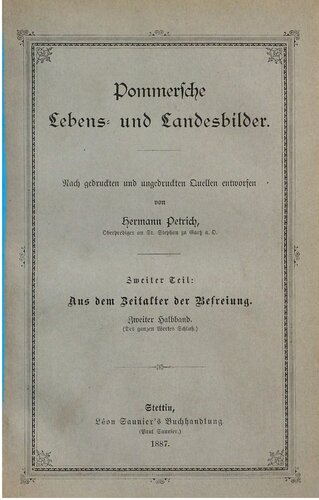 Pommersche
Lebens- und Landesbilder.
Nach gedruckten und ungedruckten Quellen entworfen
von
Hermann Petrich,
Oberprediger an St. Stephan zu Gartz a. O.
Zweiter Teil:
Aus dem Zeitalter der Befreiung.
Zweiter Halbband.
(Des ganzen Werkes Schluß.)
Stettin,
Léon Saunier's Buchhandlung
(Paul Saunier.)
1887.